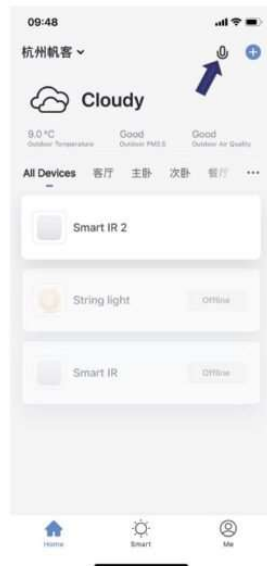 09:48
杭州帆客
Cloudy
9.0 °C Good Good
Outdoor Temperature Outdoor PM2.5 Outdoor Air Quality
All Devices 客厅 主卧 次卧 餐厅 ···
Smart IR 2
String light Offline
Smart IR Offline
Home Smart Me